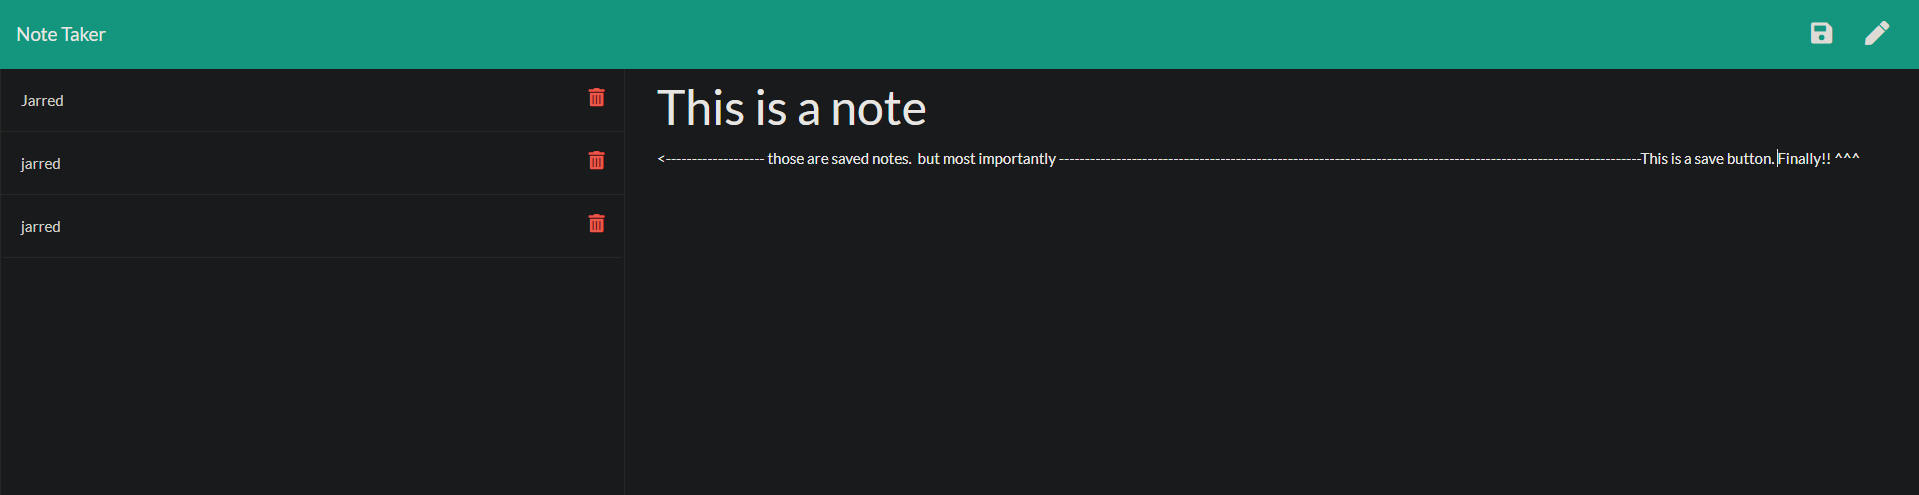 Note Taker
Jarred
jarred
jarred
This is a note
<------------------- those are saved notes.  but most importantly ----------------------------------------------------------------------------------------------------------------This is a save button. Finally!! ^^^